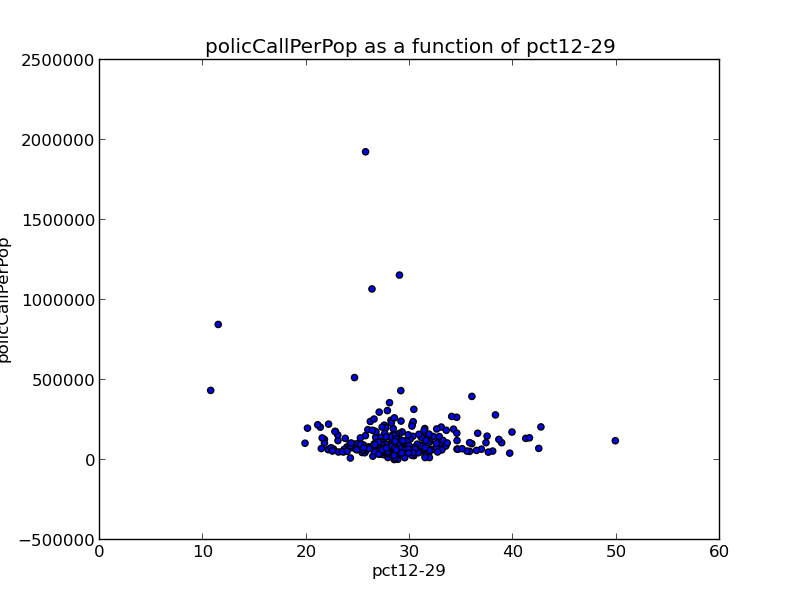 policCallPerPop as a function of pct12-29
2500000
2000000
1500000
1000000
500000
0
−500000
policCallPerPop
0 10 20 30 40 50 60
pct12-29